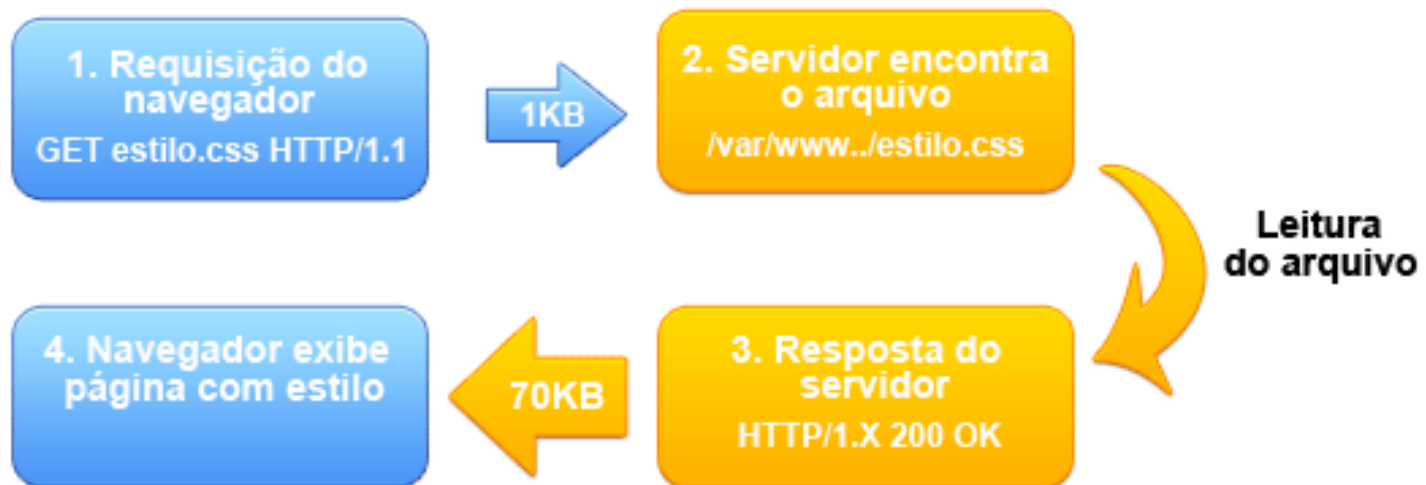 1. Requisição do
navegador
GET estilo.css HTTP/1.1
1KB
2. Servidor encontra
o arquivo
/var/www../estilo.css
Leitura
do arquivo
3. Resposta do
servidor
HTTP/1.X 200 OK
70KB
4. Navegador exibe
página com estilo